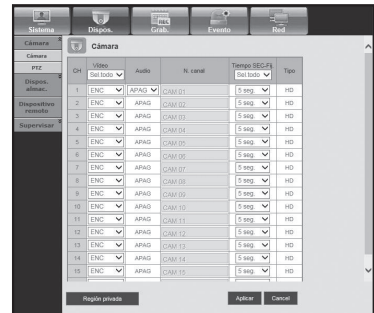 Sistema Dispos. Grab. Evento Red
Cámara
Cámara
PTZ
Dispos. almac.
Dispositivo remoto
Supervisar
Cámara
CH Vídeo Audio N. canal Tiempo SEC-Fij. Tipo
Sel todo Sel todo
1 ENC APAG CAM 01 5 seg. HD
2 ENC APAG CAM 02 5 seg. HD
3 ENC APAG CAM 03 5 seg. HD
4 ENC APAG CAM 04 5 seg. HD
5 ENC APAG CAM 05 5 seg. HD
6 ENC APAG CAM 06 5 seg. HD
7 ENC APAG CAM 07 5 seg. HD
8 ENC APAG CAM 08 5 seg. HD
9 ENC APAG CAM 09 5 seg. HD
10 ENC APAG CAM 10 5 seg. HD
11 ENC APAG CAM 11 5 seg. HD
12 ENC APAG CAM 12 5 seg. HD
13 ENC APAG CAM 13 5 seg. HD
14 ENC APAG CAM 14 5 seg. HD
15 ENC APAG CAM 15 5 seg. HD
Región privada Aplicar Cancel